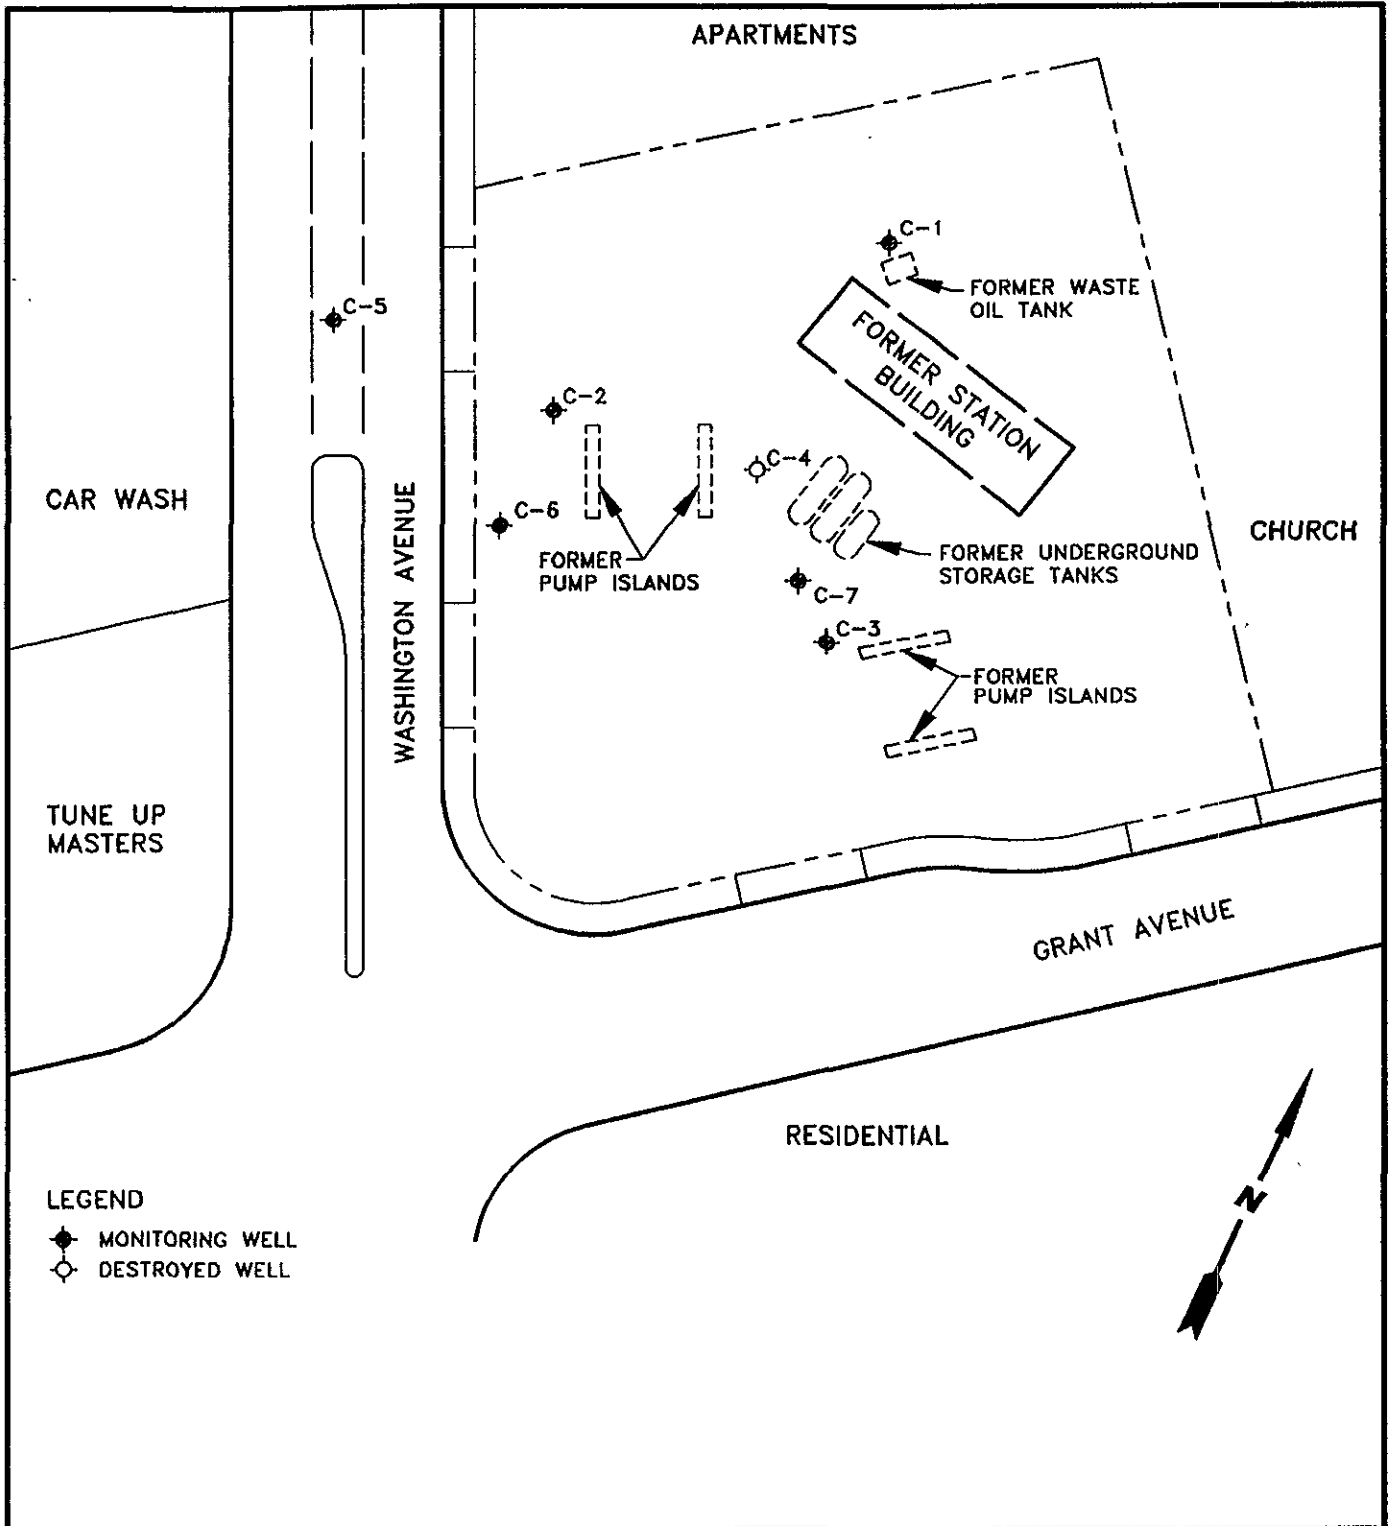 APARTMENTS
C-1
FORMER WASTE
OIL TANK
C-5
FORMER STATION
BUILDING
C-2
C-4
CAR WASH
WASHINGTON AVENUE
C-6
CHURCH
FORMER
PUMP ISLANDS
FORMER UNDERGROUND
STORAGE TANKS
C-7
C-3
FORMER
PUMP ISLANDS
TUNE UP
MASTERS
GRANT AVENUE
RESIDENTIAL
N
LEGEND
MONITORING WELL
DESTROYED WELL